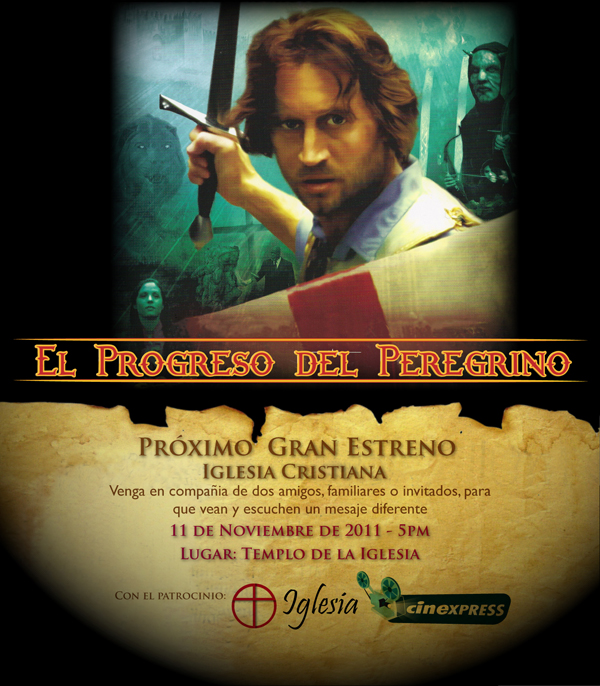 El Progreso del Peregrino
Próximo Gran Estreno
Iglesia Cristiana
Venga en compañia de dos amigos, familiares o invitados, para
que vean y escuchen un mesaje diferente
11 de Noviembre de 2011 - 5pm
Lugar: Templo de la Iglesia
Con el patrocinio: Iglesia cinexpress